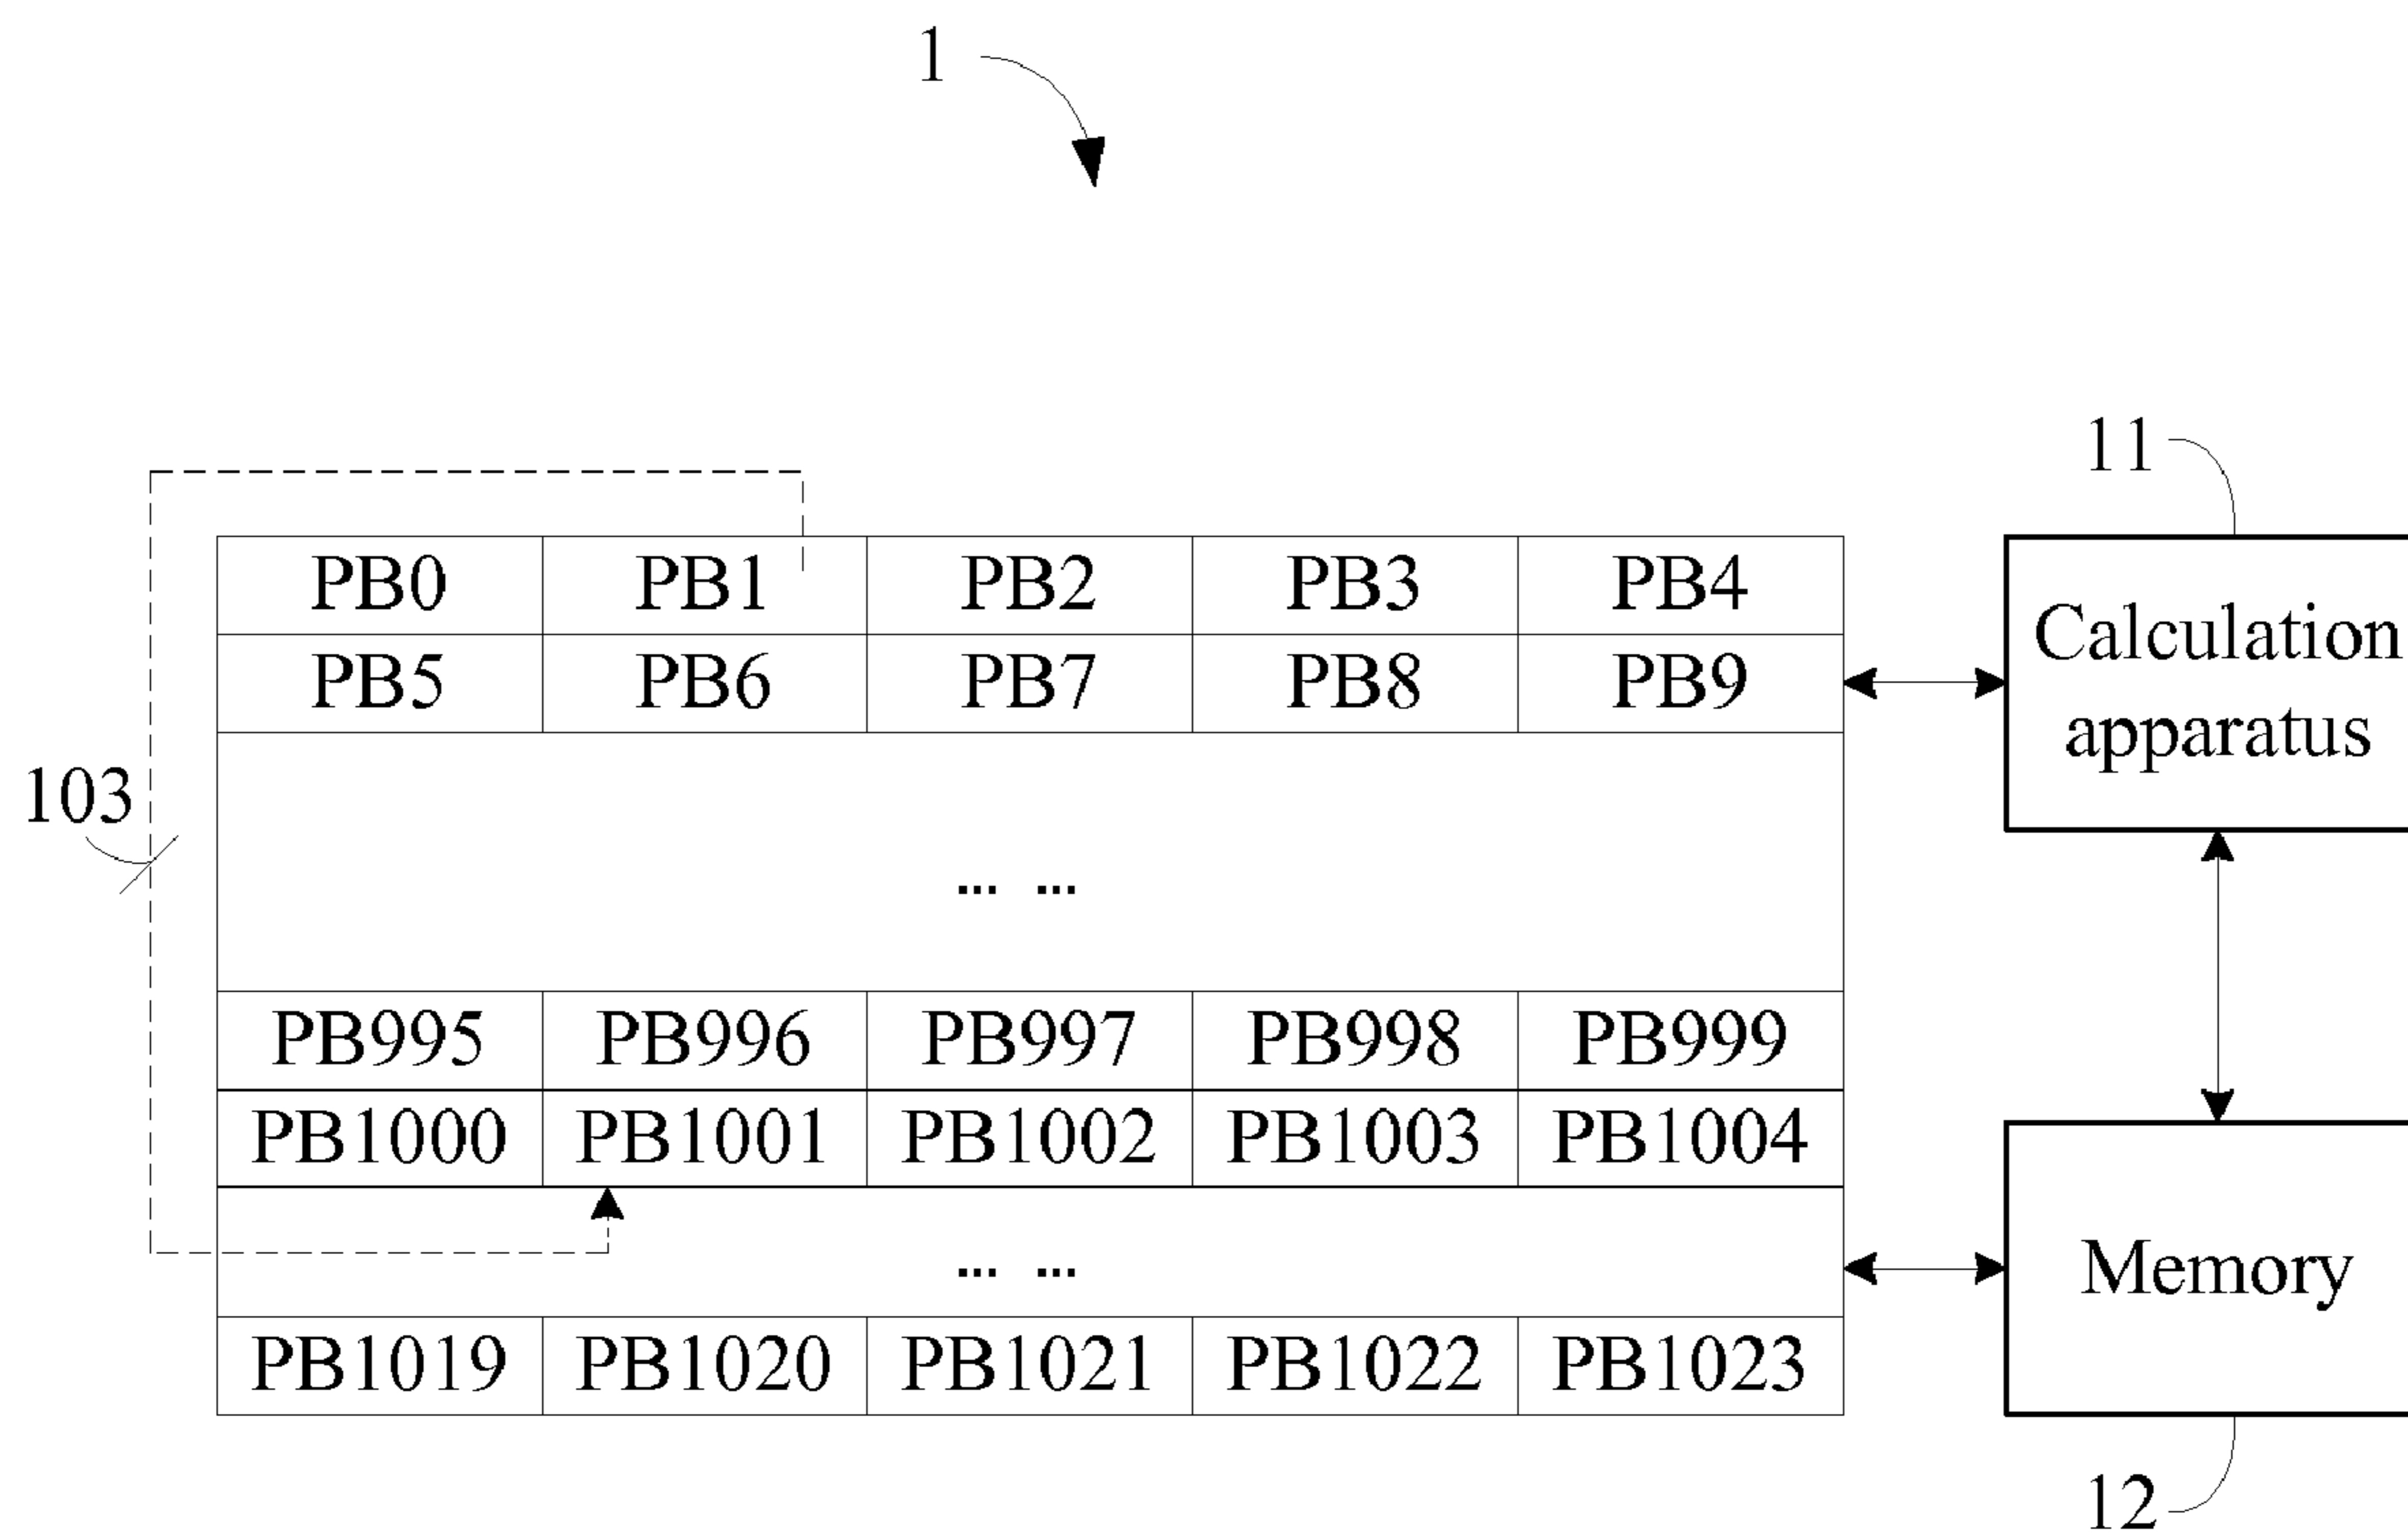 1
11
PB0 PB1 PB2 PB3 PB4
Calculation
apparatus
PB5 PB6 PB7 PB8 PB9
103
... ...
PB995 PB996 PB997 PB998 PB999
PB1000 PB1001 PB1002 PB1003 PB1004
Memory
... ...
PB1019 PB1020 PB1021 PB1022 PB1023
12